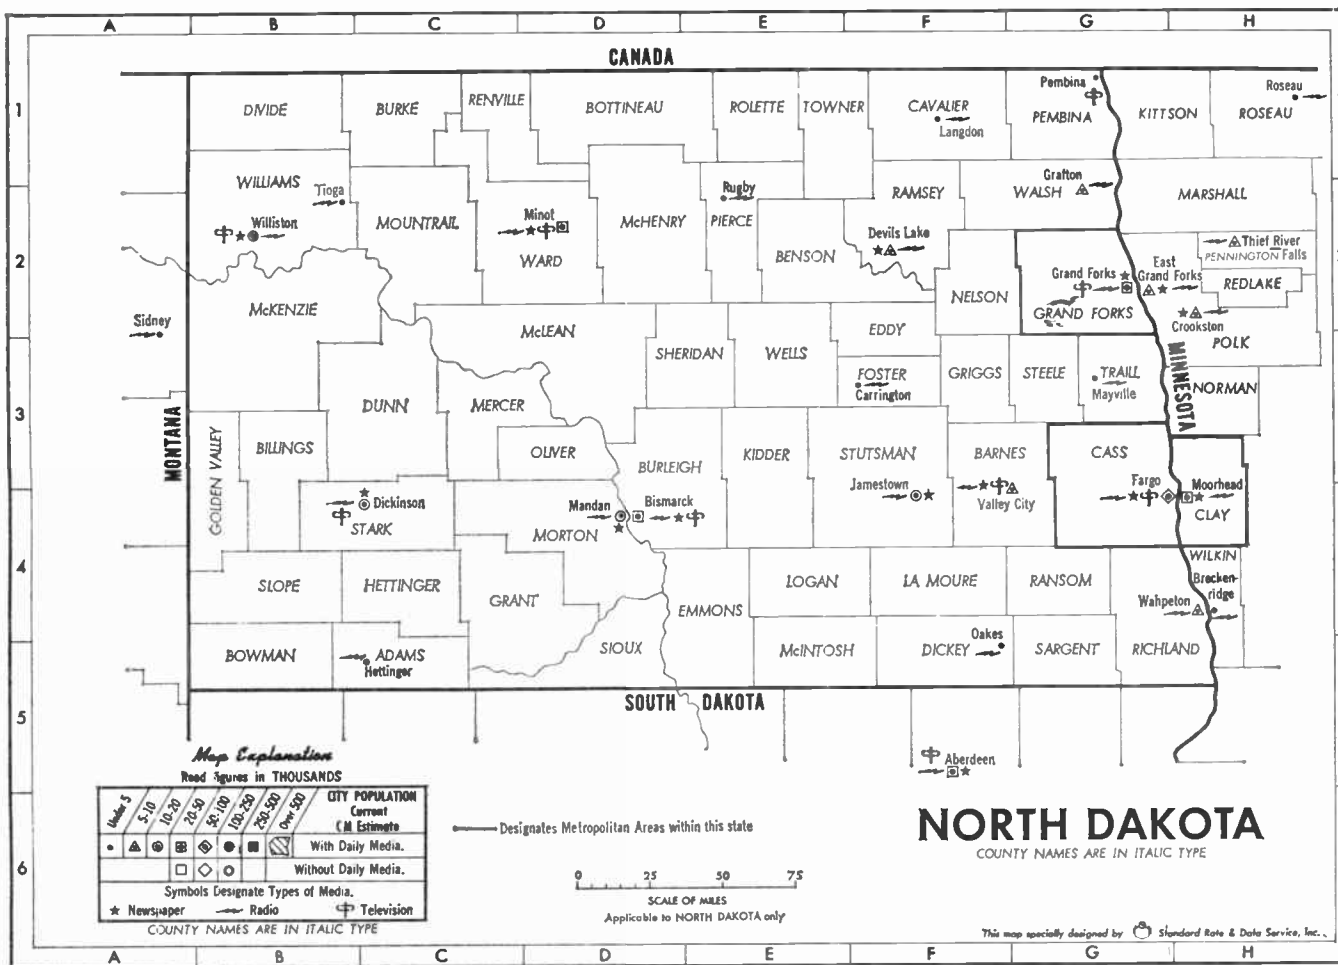 A B C D E F G H
CANADA
1
DIVIDE BURKE RENVILLE BOTTINEAU ROLETTE TOWNER CAVALIER Langdon Pembina PEMBINA KITTSON Roseau ROSEAU
WILLIAMS Tioga Williston MOUNTRAIL Minot WARD McHENRY Rugby PIERCE BENSON RAMSEY Devils Lake WALSH Grafton MARSHALL
2
McKENZIE NELSON Grand Forks GRAND FORKS East Grand Forks Thief River Falls PENNINGTON REDLAKE Crookston POLK
Sidney
McLEAN SHERIDAN WELLS EDDY FOSTER Carrington GRIGGS STEELE TRAILL Mayville NORMAN
MINNESOTA
3
MONTANA
DUNN MERCER OLIVER
GOLDEN VALLEY BILLINGS BURLEIGH KIDDER STUTSMAN BARNES CASS
Dickinson STARK Mandan MORTON Bismarck Jamestown Valley City Fargo Moorhead CLAY
4
SLOPE HETTINGER GRANT EMMONS LOGAN LA MOURE RANSOM Wahpeton WILKIN Brecken-
ridge
BOWMAN ADAMS Hettinger SIOUX McINTOSH DICKEY Oakes SARGENT RICHLAND
SOUTH DAKOTA
5
Aberdeen
Map Explanation
Read figures in THOUSANDS
Under 5 5-10 10-20 20-50 50-100 100-250 250-500 Over 500
CITY POPULATION
Current
CM Estimate
With Daily Media.
Without Daily Media.
Symbols Designate Types of Media.
Newspaper Radio Television
COUNTY NAMES ARE IN ITALIC TYPE
Designates Metropolitan Areas within this state
0 25 50 75
SCALE OF MILES
Applicable to NORTH DAKOTA only
NORTH DAKOTA
COUNTY NAMES ARE IN ITALIC TYPE
6
This map specially designed by Standard Rate & Data Service, Inc.
A B C D E F G H